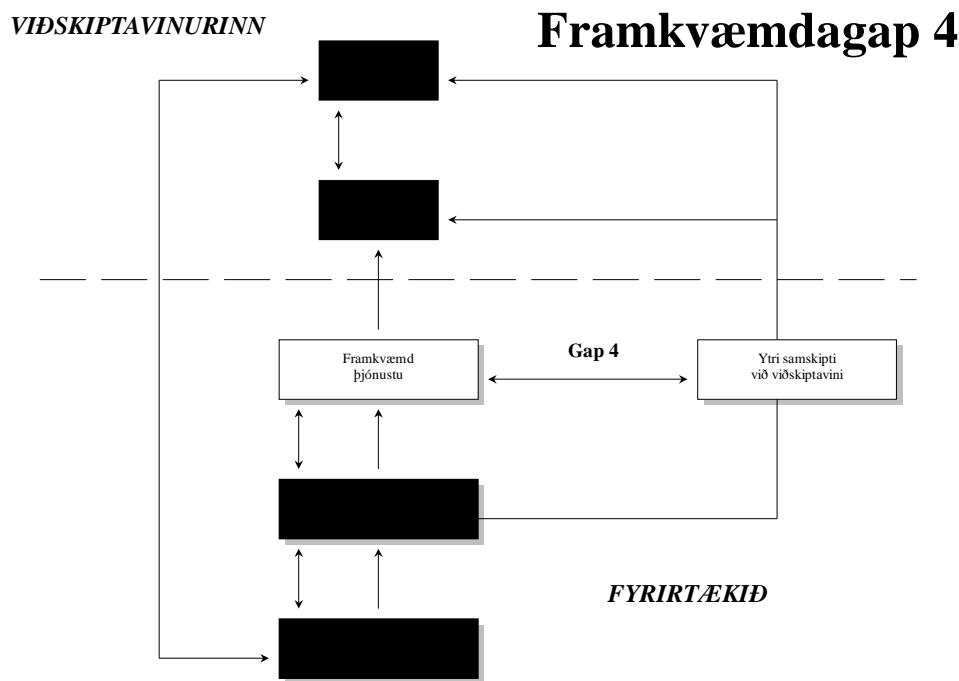 VIÐSKIPTAVINURINN
Framkvæmdagap 4
Framkvæmd
þjónustu
Gap 4
Ytri samskipti
við viðskiptavini
FYRIRTÆKIÐ